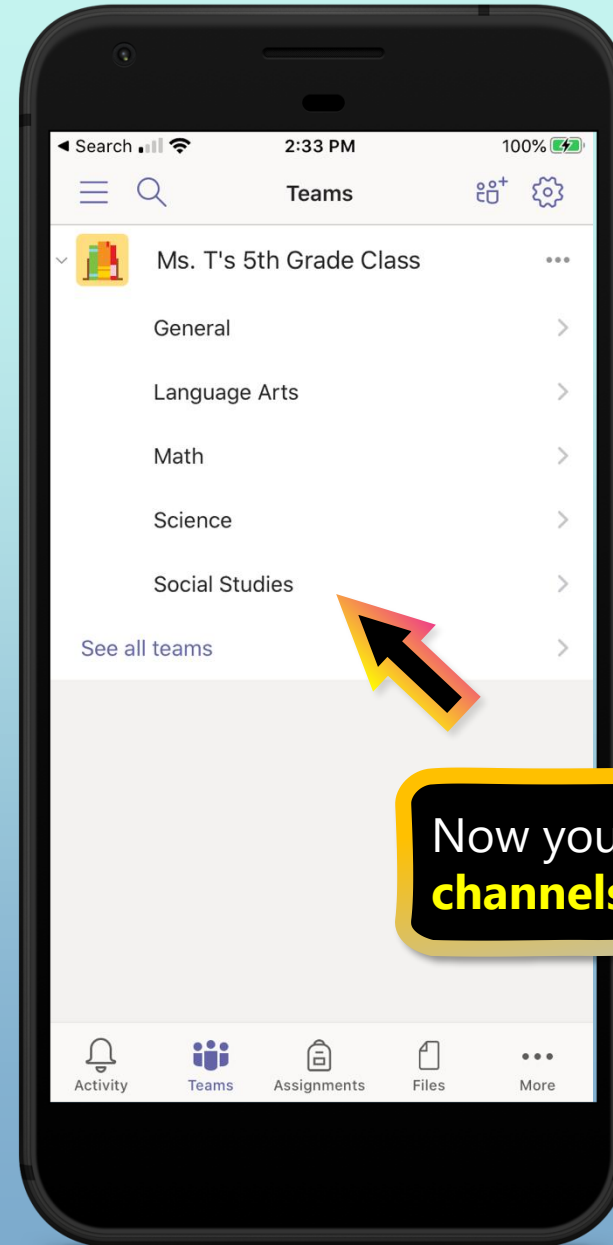 Search 2:33 PM 100%
Teams
Ms. T's 5th Grade Class
General
Language Arts
Math
Science
Social Studies
See all teams
Now you
channels
Activity Teams Assignments Files More